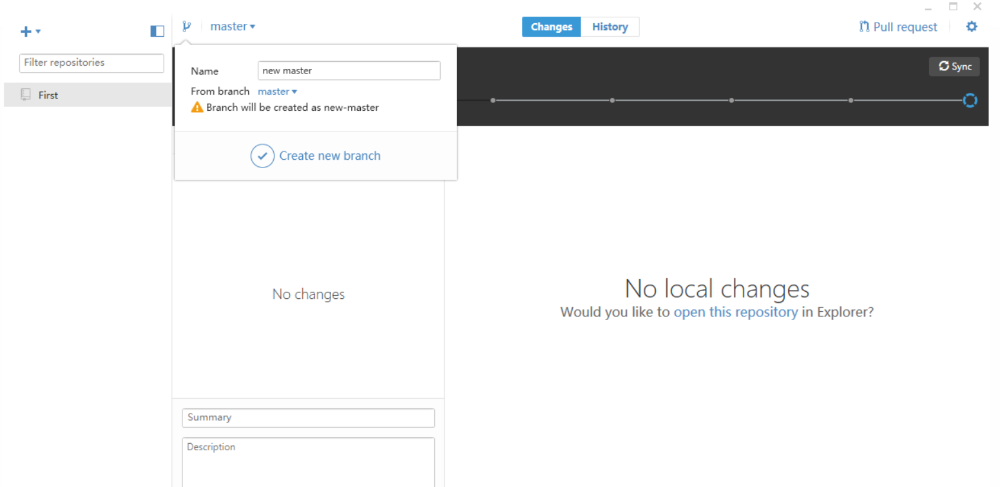 master
Changes
History
Pull request
Filter repositories
First
Name
new master
From branch master
Branch will be created as new-master
Create new branch
Sync
No changes
No local changes
Would you like to open this repository in Explorer?
Summary
Description